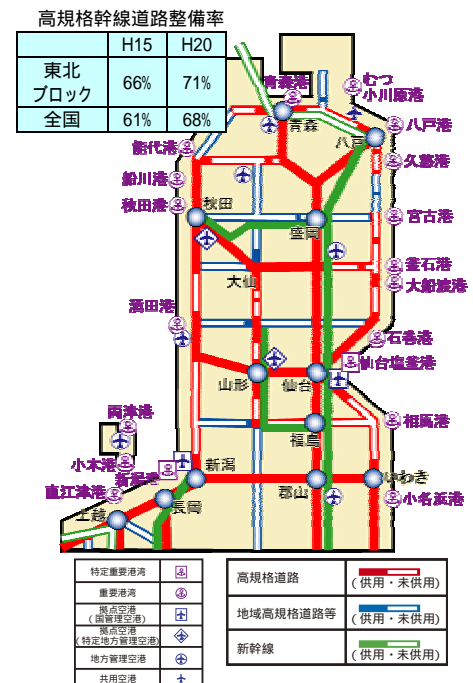 高規格幹線道路整備率
H15 H20
東北
ブロック 66% 71%
全国 61% 68%
青森港
むつ
小川原港
青森
八戸
八戸港
能代港
久慈港
船川港
秋田港
秋田
盛岡
宮古港
釜石港
大仙
大船渡港
酒田港
石巻港
仙台塩釜港
山形
仙台
両津港
相馬港
福島
小木港
新潟港
新潟
いわき
直江津港
長岡
郡山
小名浜港
上越
特定重要港湾
重要港湾
拠点空港
(国管理空港)
拠点空港
(特定地方管理空港)
地方管理空港
共用空港
高規格道路
(供用・未供用)
地域高規格道路等
(供用・未供用)
新幹線
(供用・未供用)